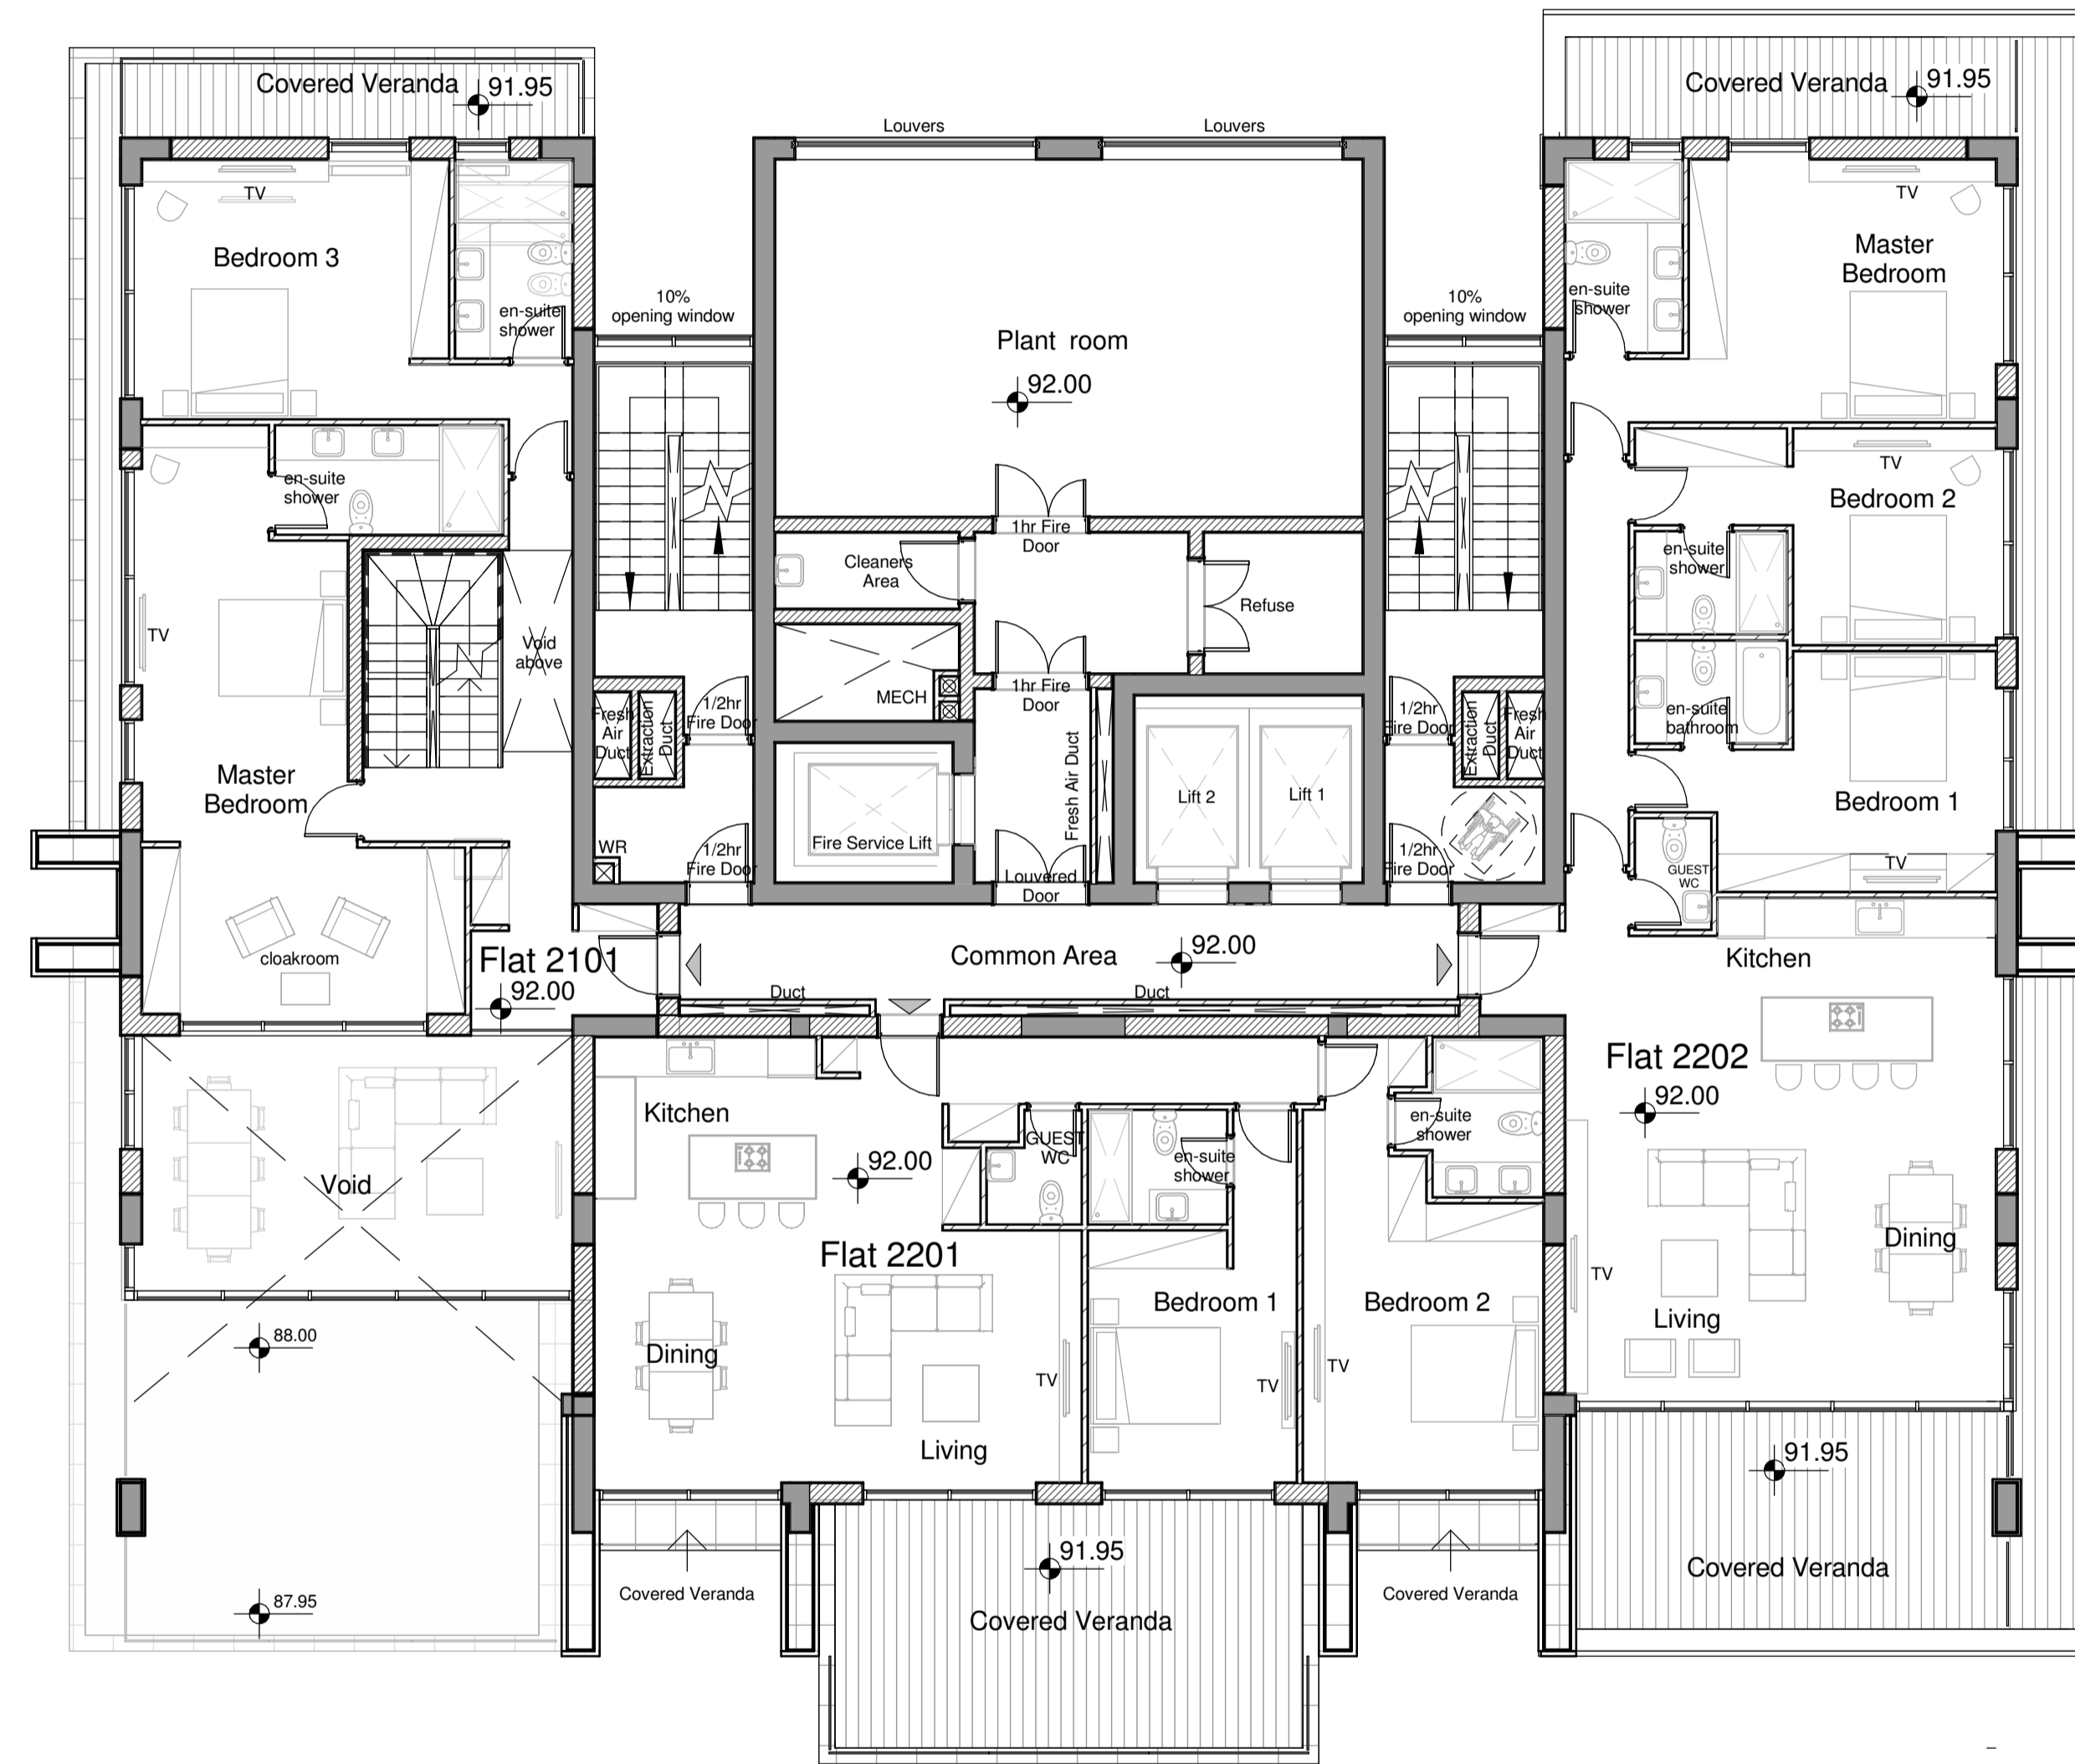 Covered Veranda
91.95
Covered Veranda
91.95
Louvers
Louvers
TV
Bedroom 3
en-suite
shower
10%
opening window
Plant room
92.00
10%
opening window
TV
Master
Bedroom
en-suite
shower
en-suite
shower
TV
Bedroom 2
1hr Fire
Door
Cleaners
Area
Refuse
en-suite
shower
TV
Void
above
MECH
1hr Fire
Door
Fresh
Air
Duct
Extraction
Duct
1/2hr
Fire Door
1/2hr
Fire Door
Extraction
Duct
Fresh
Air
Duct
en-suite
bathroom
Master
Bedroom
Fresh Air Duct
Lift 2
Lift 1
Bedroom 1
Fire Service Lift
WR
1/2hr
Fire Door
Louvered
Door
1/2hr
Fire Door
TV
GUEST
WC
cloakroom
Flat 2101
92.00
Common Area
92.00
Kitchen
Duct
Duct
Flat 2202
92.00
Kitchen
92.00
GUEST
WC
en-suite
shower
en-suite
shower
Void
Flat 2201
Dining
TV
Bedroom 1
Bedroom 2
Living
88.00
Dining
TV
TV
TV
Living
91.95
91.95
Covered Veranda
Covered Veranda
Covered Veranda
Covered Veranda
87.95